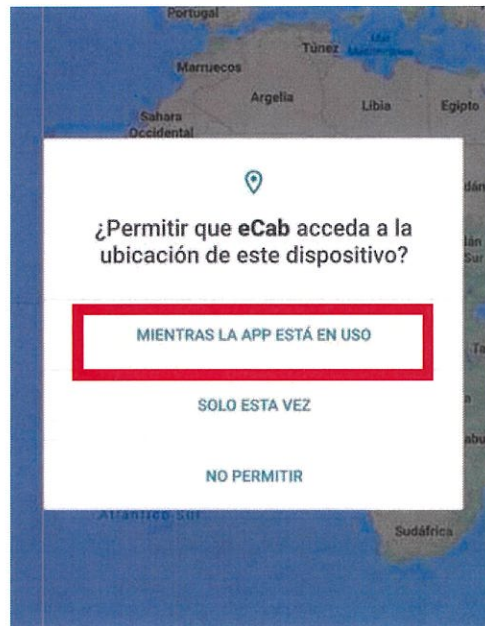 Portugal
Túnez
Marruecos
Argelia
Libia
Egipto
Sahara
Occidental
¿Permitir que eCab acceda a la
ubicación de este dispositivo?
MIENTRAS LA APP ESTÁ EN USO
SOLO ESTA VEZ
NO PERMITIR
Atlántico Sur
Sudáfrica